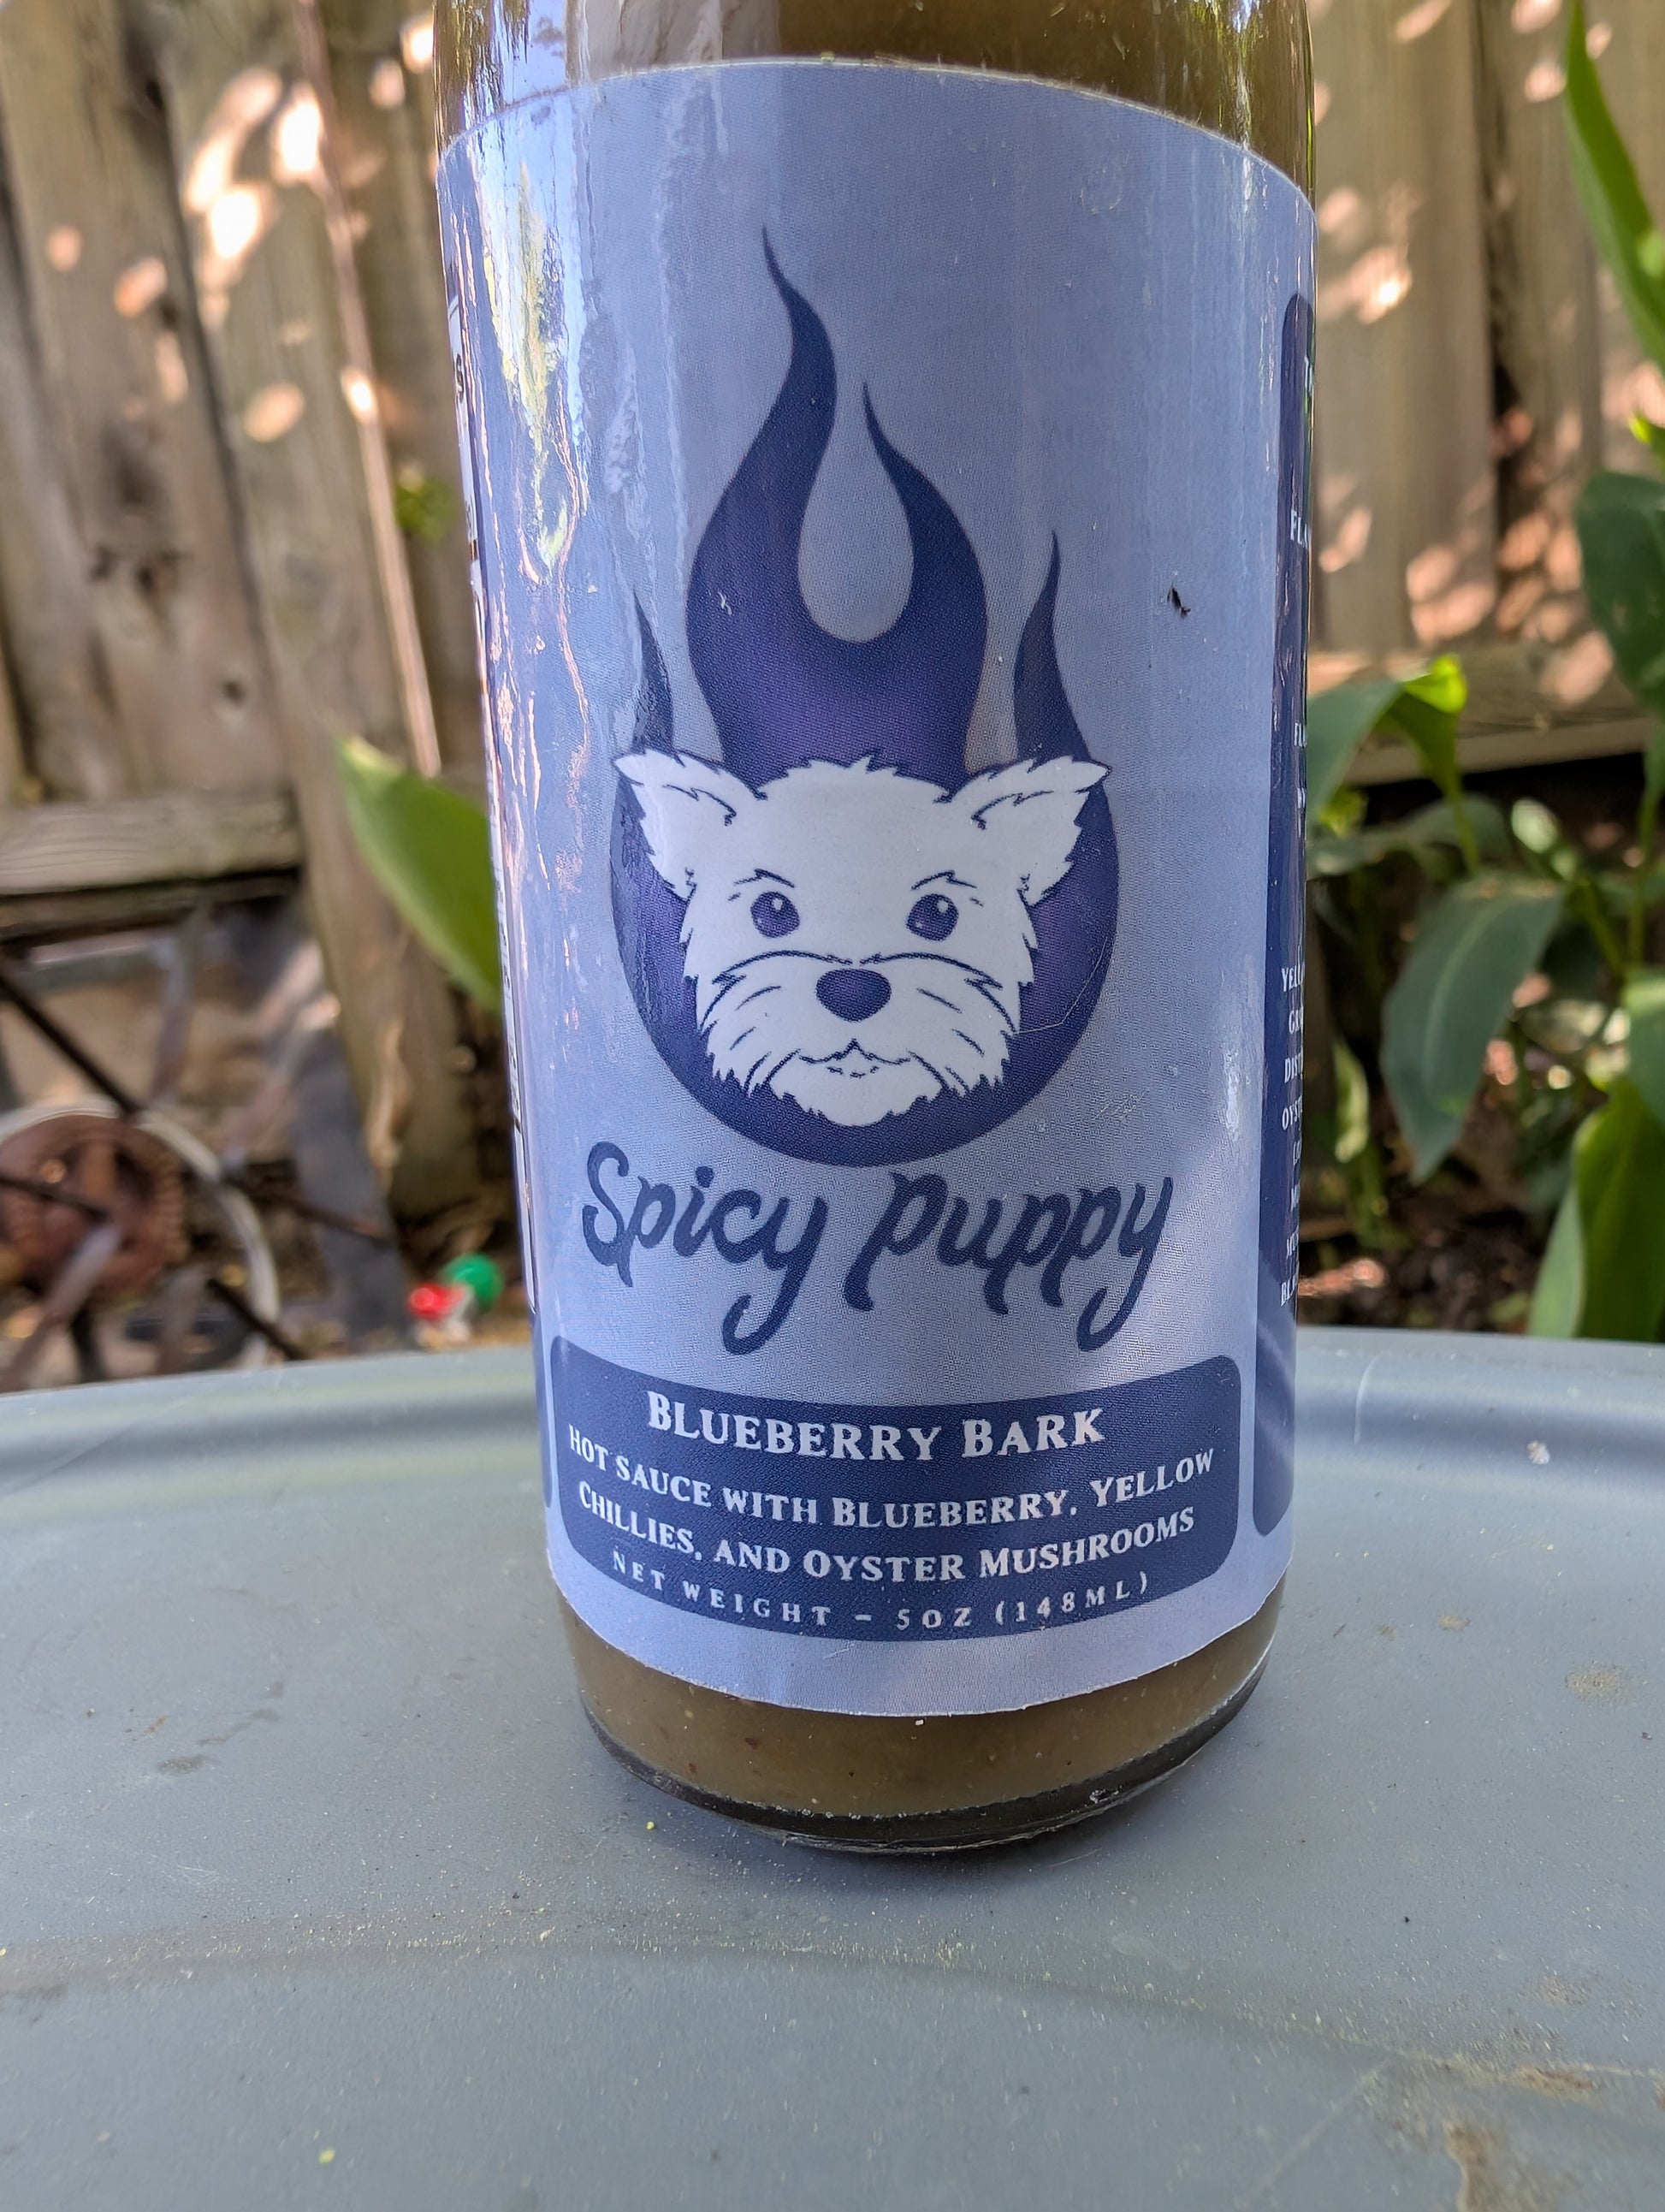 Spicy Puppy
BLUEBERRY BARK
HOT SAUCE WITH BLUEBERRY, YELLOW
CHILLIES, AND OYSTER MUSHROOMS
NET WEIGHT - 5OZ (148ML)